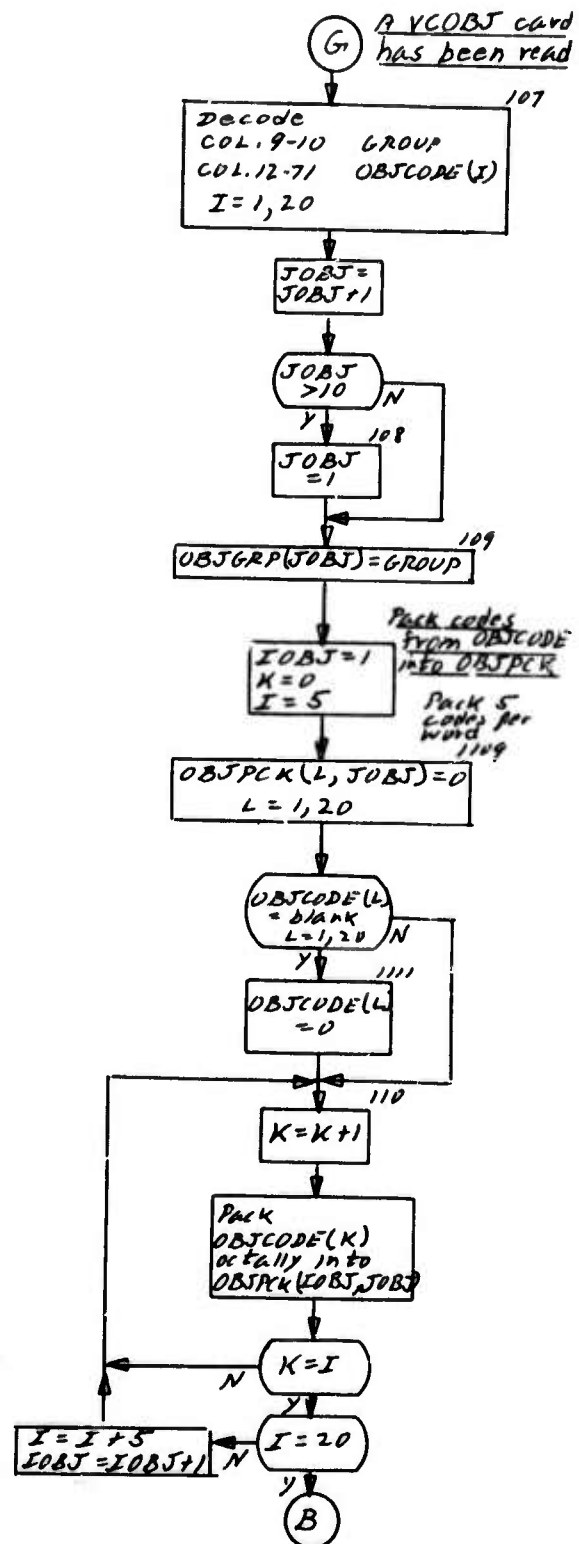 G
A VCOBJ card
has been read
107
Decode
COL. 9-10 GROUP
COL. 12-71 OBJCODE(I)
I = 1, 20
JOBJ =
JOBJ + 1
JOBJ
>10
N
Y
108
JOBJ
= 1
109
OBJGRP(JOBJ) = GROUP
Pack codes
from OBJCODE
into OBJPCK
IOBJ = 1
K = 0
I = 5
Pack 5
codes per
word
1109
OBJPCK(L, JOBJ) = 0
L = 1, 20
OBJCODE(L)
= blank
L = 1, 20
N
Y
1111
OBJCODE(L)
= 0
110
K = K + 1
Pack
OBJCODE(K)
octally into
OBJPCK(IOBJ, JOBJ)
K = I
N
Y
I = I + 5
IOBJ = IOBJ + 1
N
I = 20
Y
B